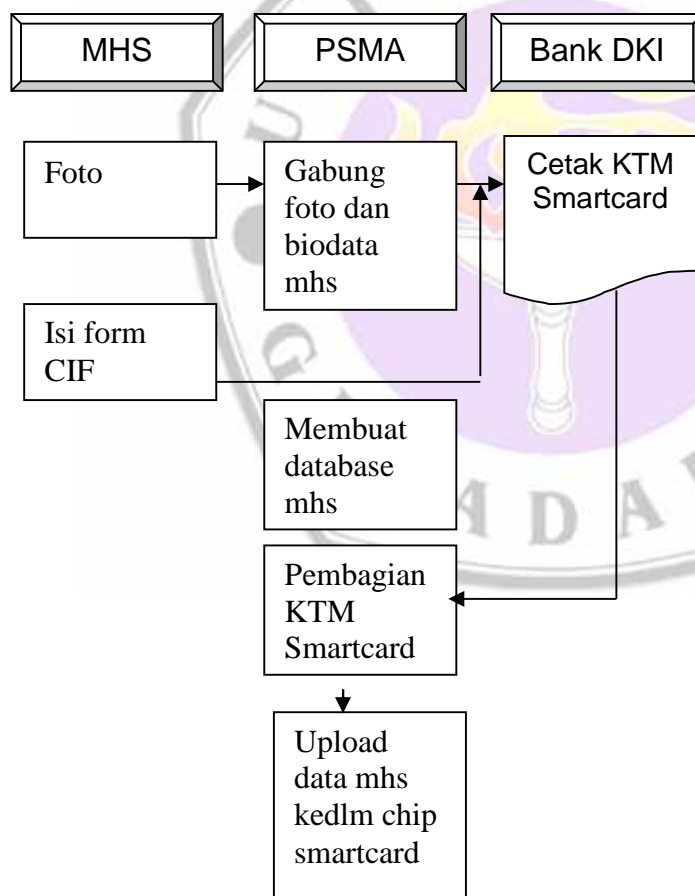 MHS
PSMA
Bank DKI
Foto
Gabung
foto dan
biodata
mhs
Cetak KTM
Smartcard
Isi form
CIF
Membuat
database
mhs
Pembagian
KTM
Smartcard
Upload
data mhs
kedlm chip
smartcard